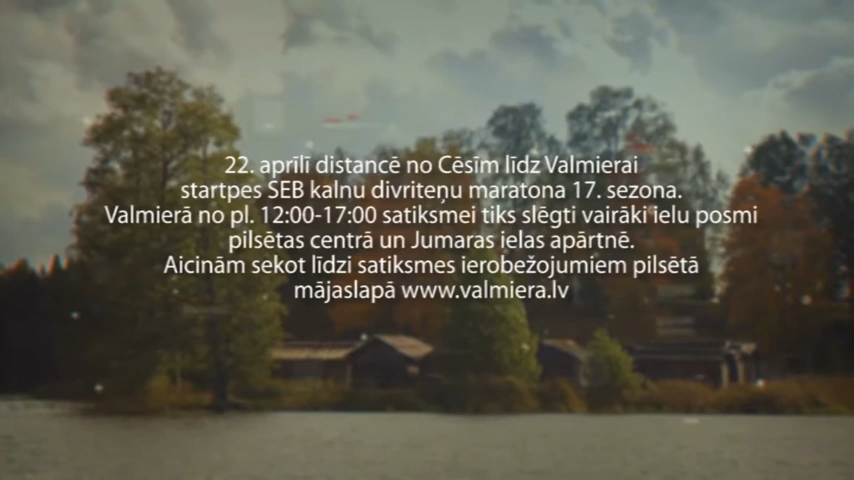 22. aprīlī distancē no Cēsīm līdz Valmierai
startpes SEB kalnu divriteņu maratona 17. sezona.
Valmierā no pl. 12:00-17:00 satiksmei tiks slēgti vairāki ielu posmi
pilsētas centrā un Jumaras ielas apārtnē.
Aicinām sekot līdzi satiksmes ierobežojumiem pilsētā
mājaslapā www.valmiera.lv